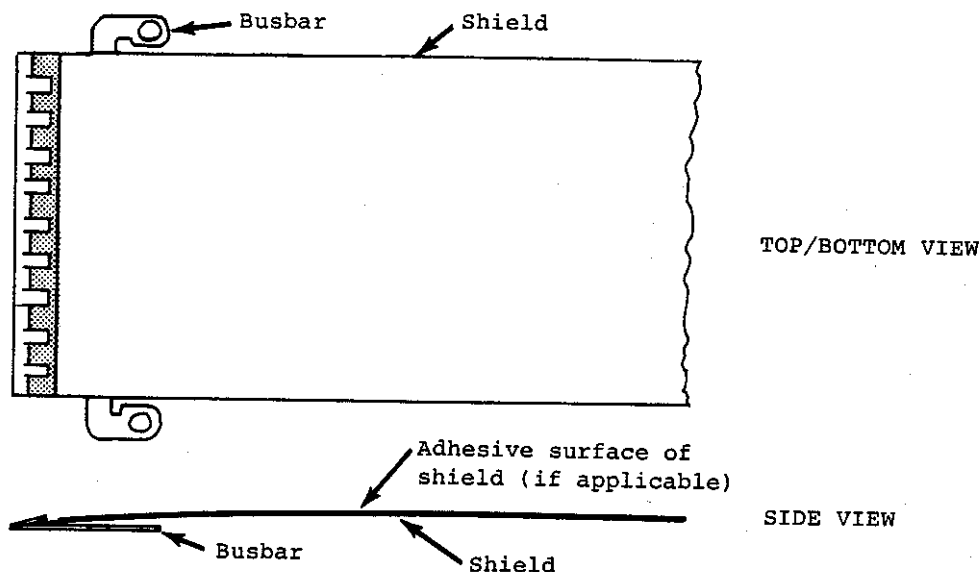 Busbar
Shield
TOP/BOTTOM VIEW
Adhesive surface of
shield (if applicable)
SIDE VIEW
Busbar
Shield